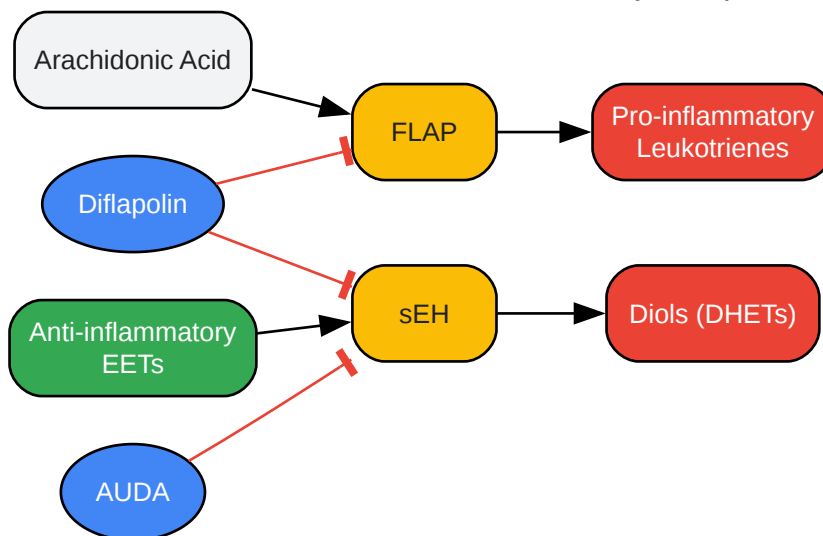 Arachidonic Acid
FLAP
Pro-inflammatory
Leukotrienes
Diflapolin
sEH
Diols (DHETs)
Anti-inflammatory
EETs
AUDA